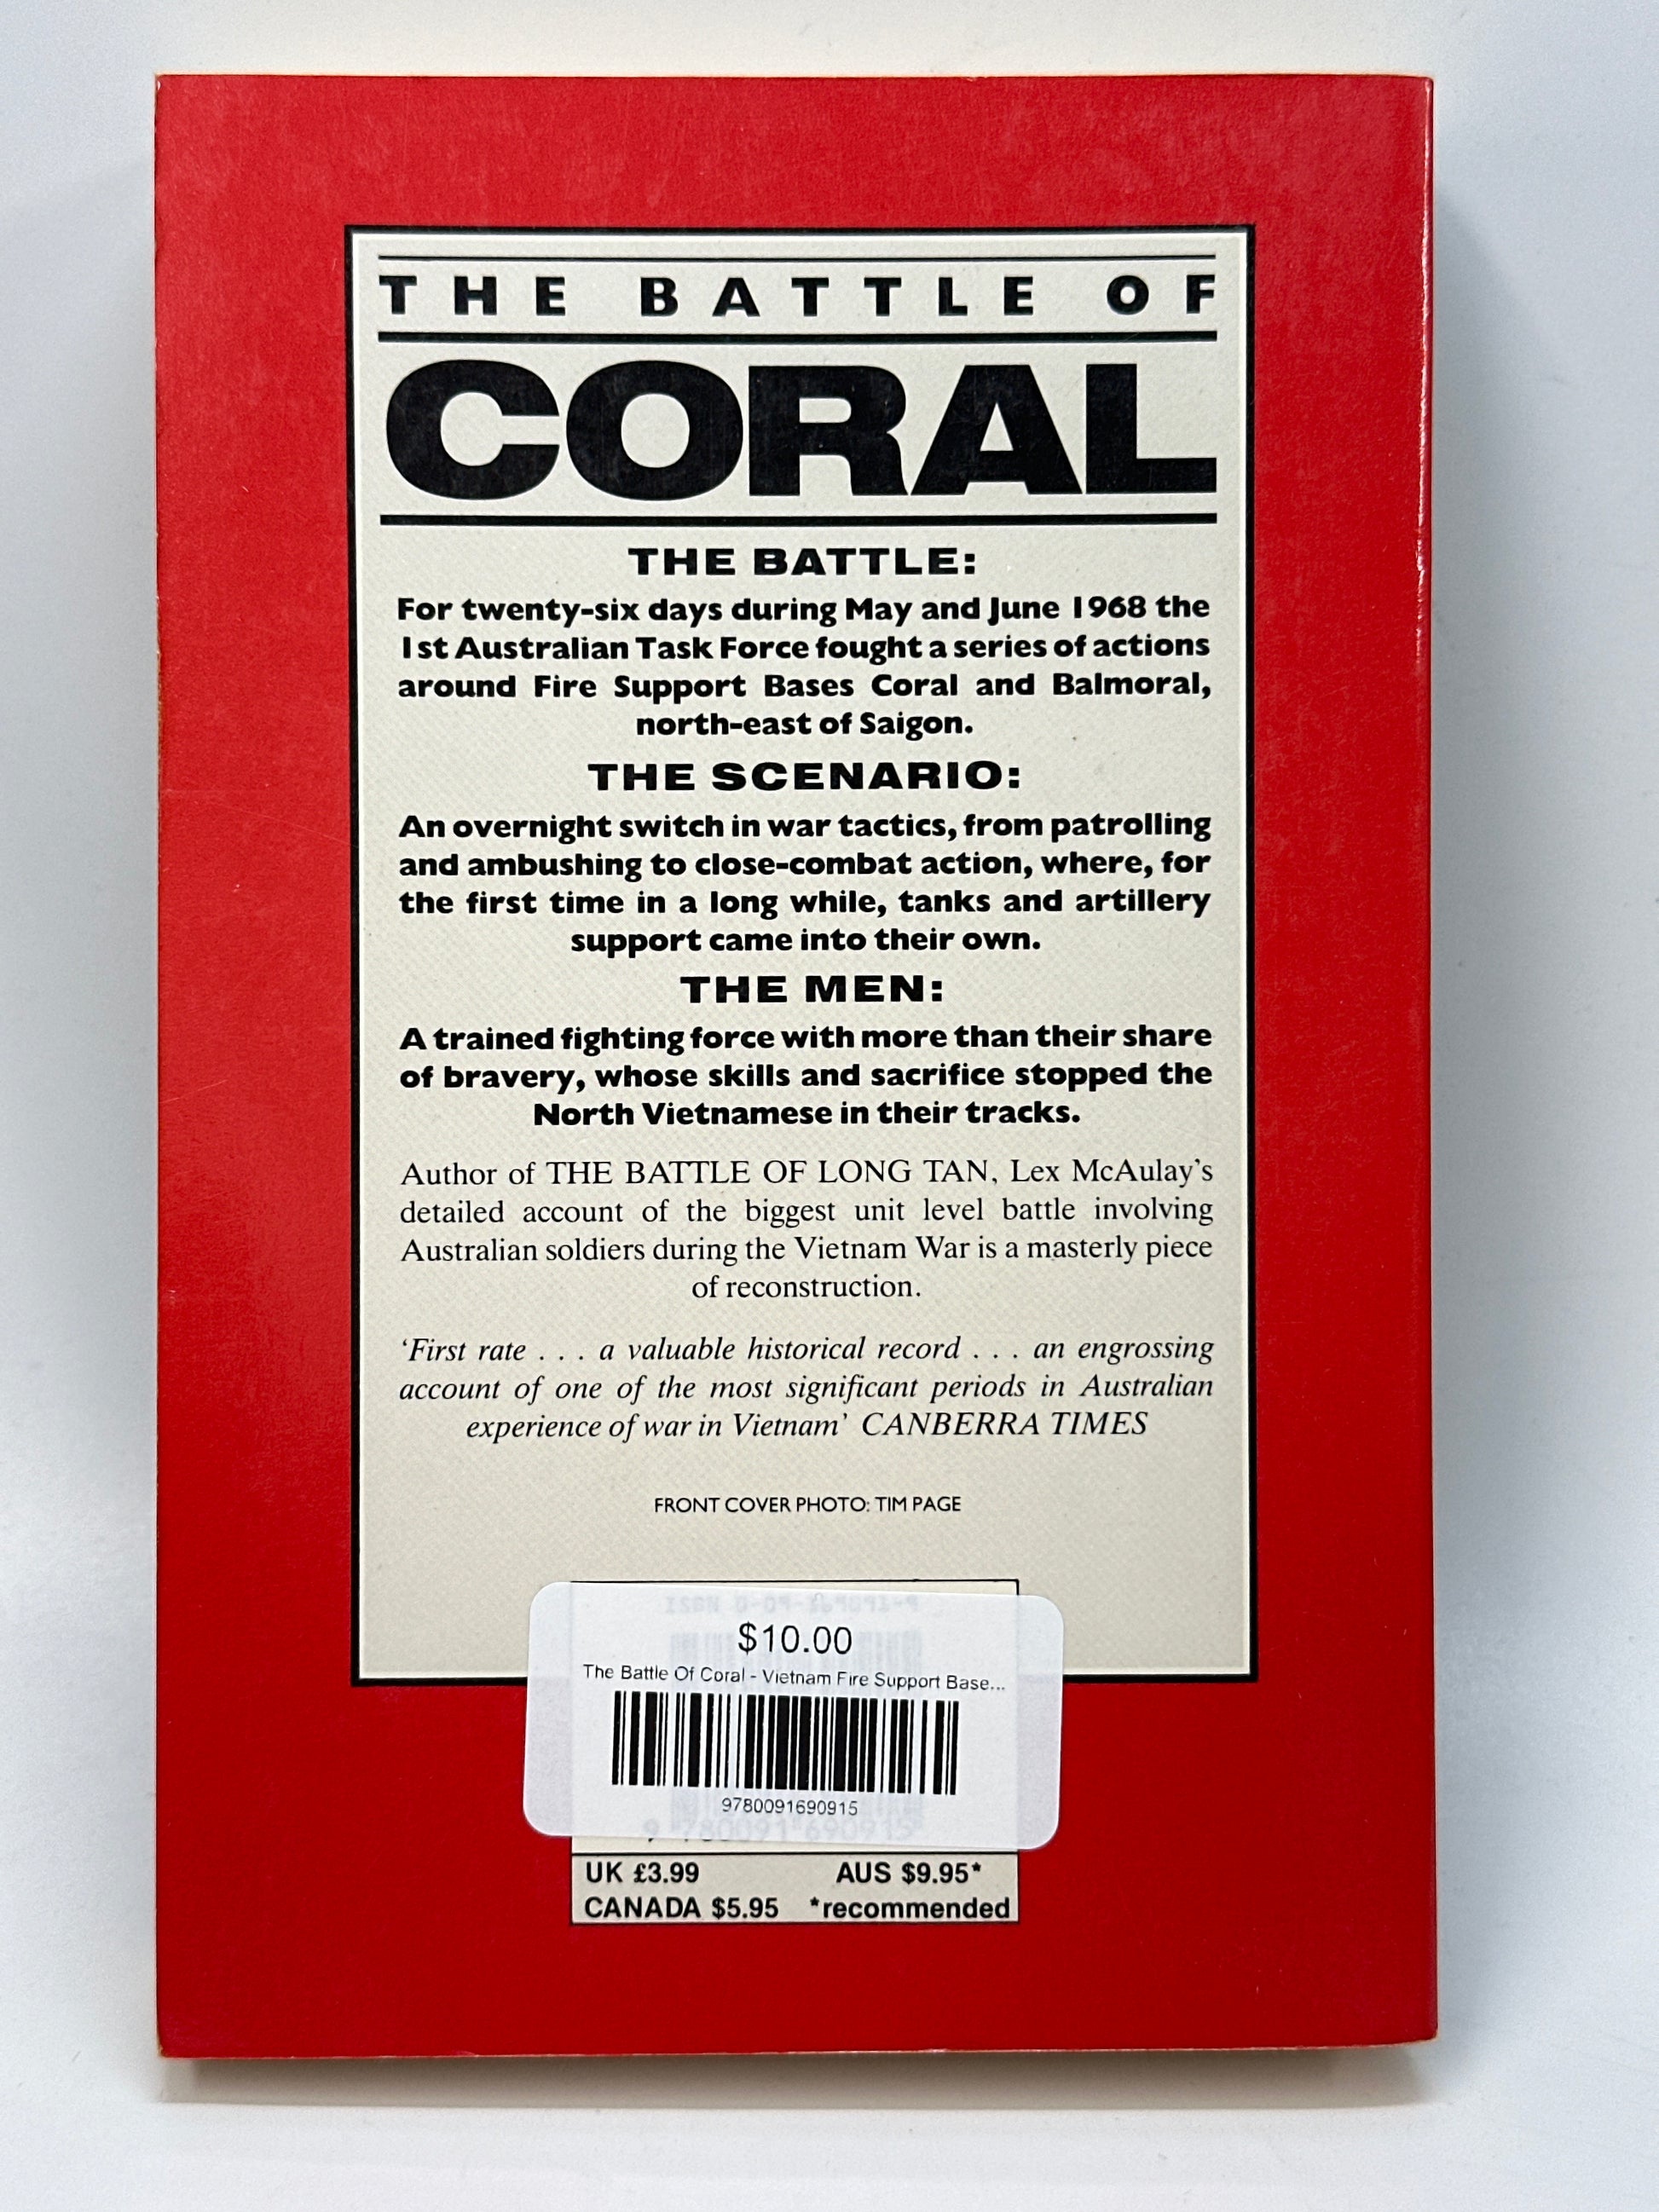 THE BATTLE OF
CORAL
THE BATTLE:
For twenty-six days during May and June 1968 the
1st Australian Task Force fought a series of actions
around Fire Support Bases Coral and Balmoral,
north-east of Saigon.
THE SCENARIO:
An overnight switch in war tactics, from patrolling
and ambushing to close-combat action, where, for
the first time in a long while, tanks and artillery
support came into their own.
THE MEN:
A trained fighting force with more than their share
of bravery, whose skills and sacrifice stopped the
North Vietnamese in their tracks.
Author of THE BATTLE OF LONG TAN, Lex McAulay's
detailed account of the biggest unit level battle involving
Australian soldiers during the Vietnam War is a masterly piece
of reconstruction.
'First rate . . . a valuable historical record . . . an engrossing
account of one of the most significant periods in Australian
experience of war in Vietnam' CANBERRA TIMES
FRONT COVER PHOTO: TIM PAGE
$10.00
The Battle Of Coral - Vietnam Fire Support Base...
9780091690915
9 780091 690915
UK £3.99 AUS $9.95*
CANADA $5.95 *recommended